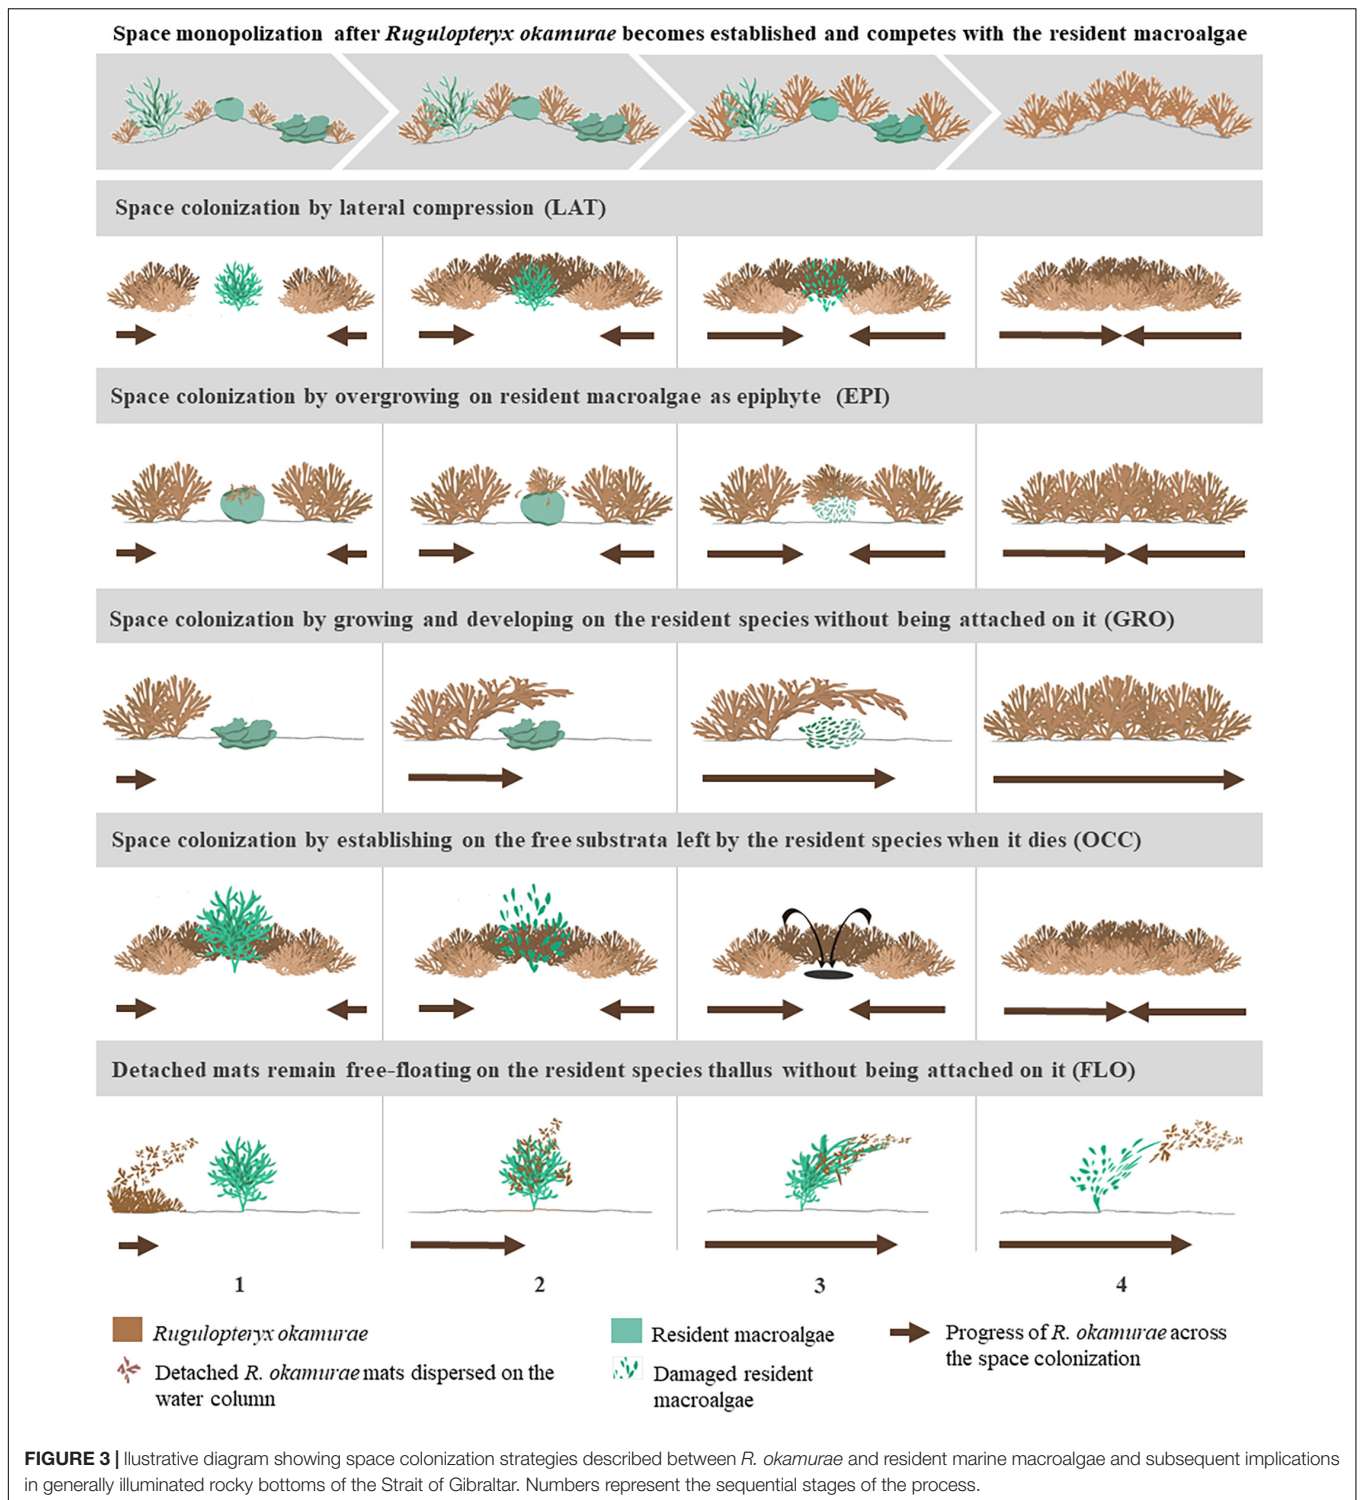 Space monopolization after Rugulopteryx okamurae becomes established and competes with the resident macroalgae
Space colonization by lateral compression (LAT)
Space colonization by overgrowing on resident macroalgae as epiphyte (EPI)
Space colonization by growing and developing on the resident species without being attached on it (GRO)
Space colonization by establishing on the free substrata left by the resident species when it dies (OCC)
Detached mats remain free-floating on the resident species thallus without being attached on it (FLO)
1 2 3 4
Rugulopteryx okamurae
Detached R. okamurae mats dispersed on the
water column
Resident macroalgae
Damaged resident
macroalgae
Progress of R. okamurae across
the space colonization
FIGURE 3 | Ilustrative diagram showing space colonization strategies described between R. okamurae and resident marine macroalgae and subsequent implications
in generally illuminated rocky bottoms of the Strait of Gibraltar. Numbers represent the sequential stages of the process.